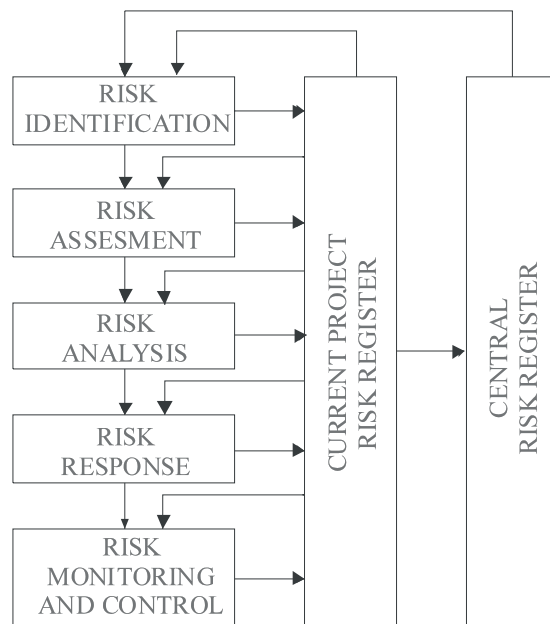 RISK
IDENTIFICATION
RISK
ASSESMENT
RISK
ANALYSIS
RISK
RESPONSE
RISK
MONITORING
AND CONTROL
CURRENT PROJECT
RISK REGISTER
CENTRAL
RISK REGISTER